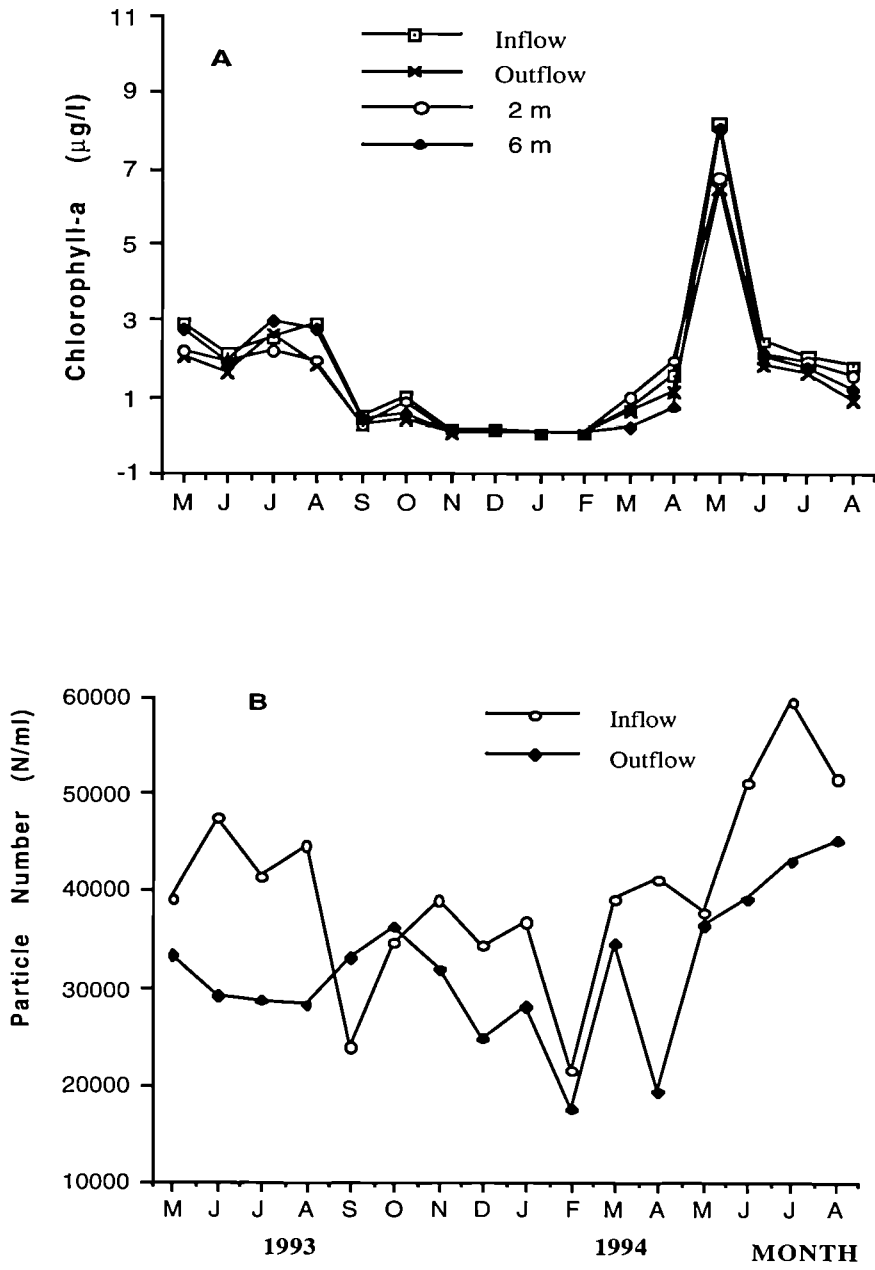 A
Inflow
Outflow
2 m
6 m
Chlorophyll-a (µg/l)
11
9
7
5
3
1
-1
M J J A S O N D J F M A M J J A
B
Inflow
Outflow
Particle Number (N/ml)
60000
50000
40000
30000
20000
10000
M J J A S O N D J F M A M J J A
1993 1994 MONTH